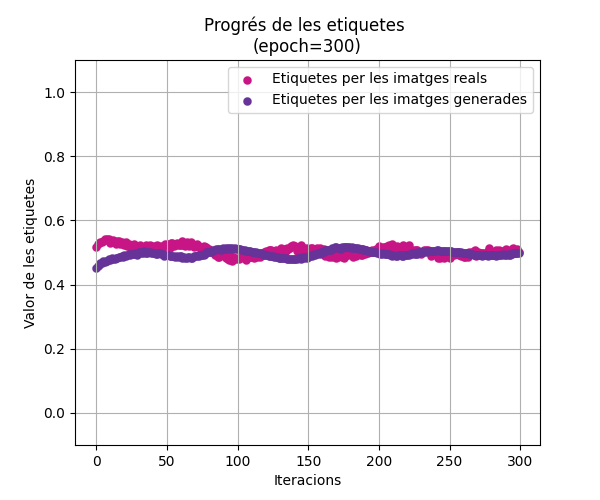 Progrés de les etiquetes
(epoch=300)
Etiquetes per les imatges reals
Etiquetes per les imatges generades
1.0
0.8
0.6
0.4
0.2
0.0
Valor de les etiquetes
0 50 100 150 200 250 300
Iteracions